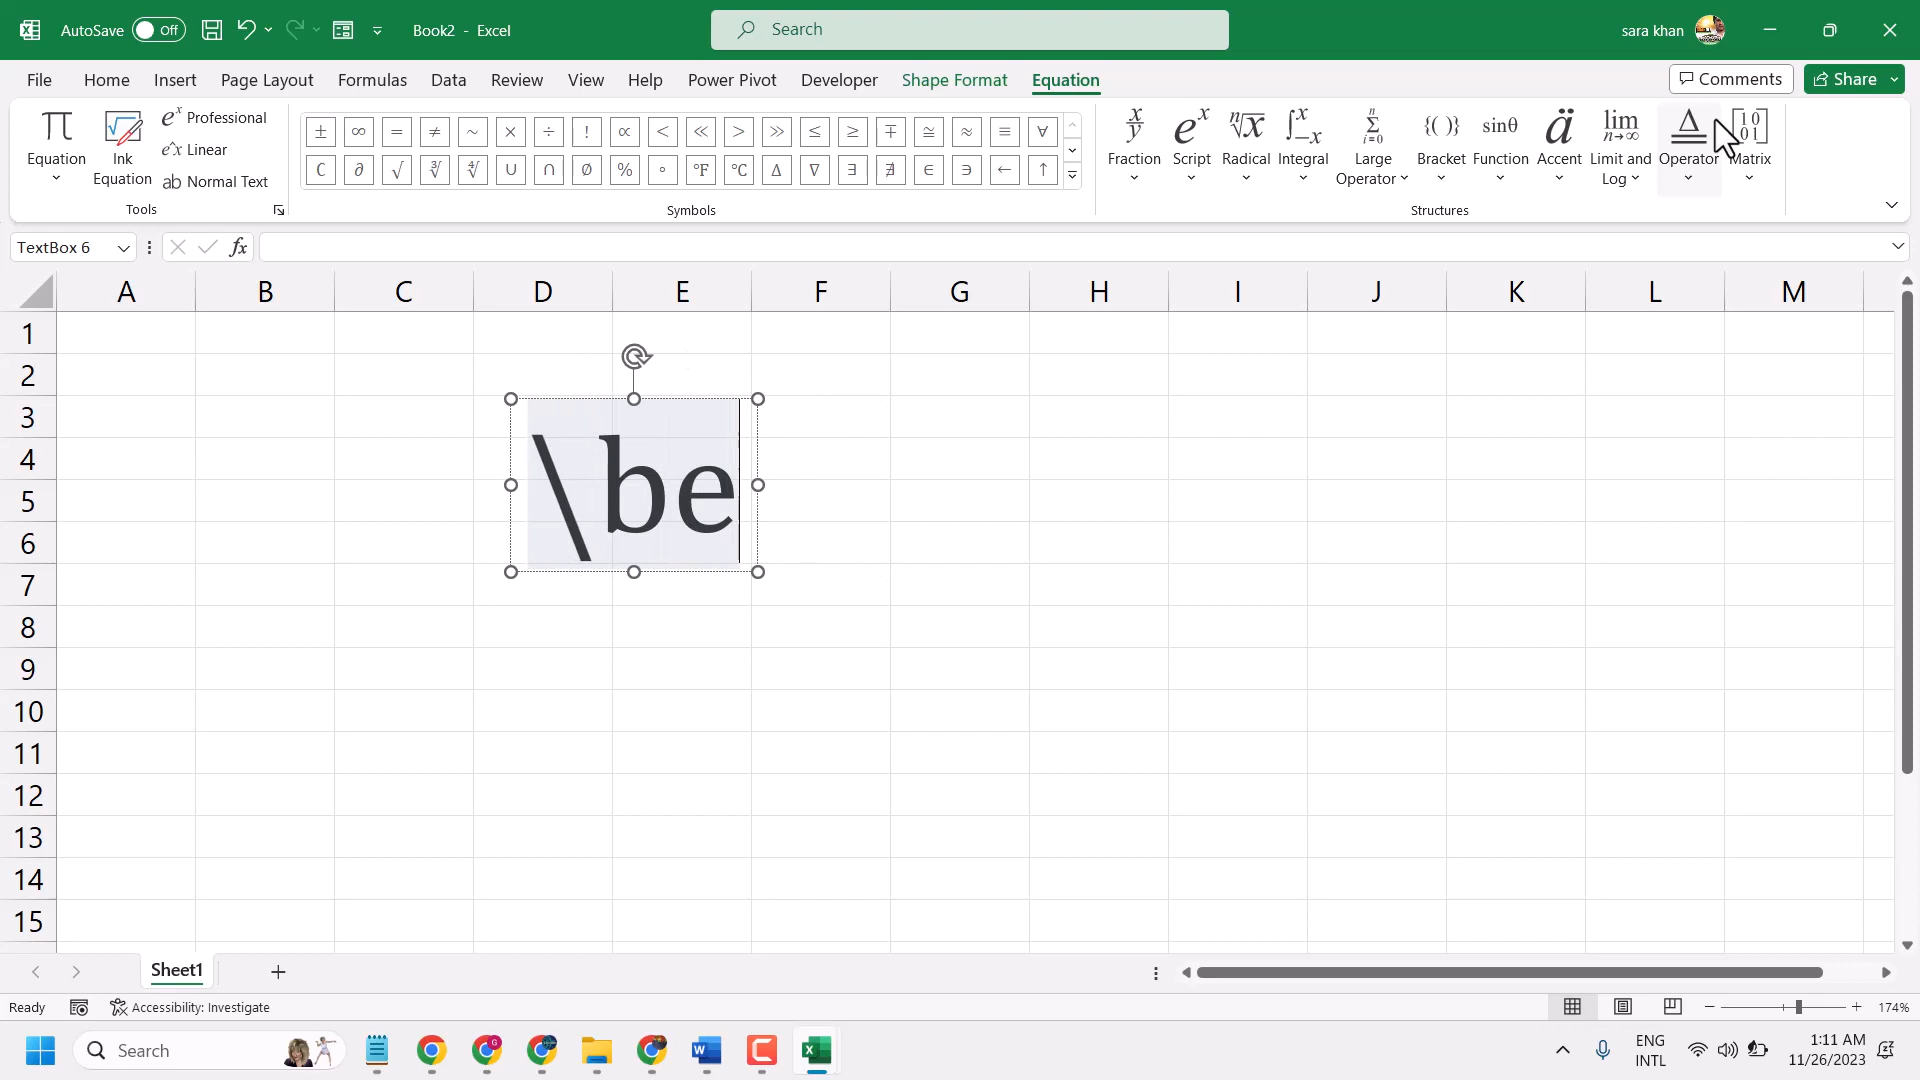 AutoSave Off Book2 - Excel Search sara khan
File Home Insert Page Layout Formulas Data Review View Help Power Pivot Developer Shape Format Equation Comments Share
Equation
Ink
Equation
Professional
Linear
ab Normal Text
Tools
± ∞ = ≠ ~ × ÷ ! ∝ < ≪ > ≫ ≤ ≥ ∓ ≅ ≈ ≡ ∀
∁ ∂ √ ∛ ∜ ∪ ∩ ∅ % ° °F °C ∆ ∇ ∃ ∄ ∈ ∋ ← ↑
Symbols
Fraction
Script
Radical
Integral
Large
Operator
Bracket
Function
Accent
Limit and
Log
Operator
Matrix
Structures
TextBox 6 fx
A B C D E F G H I J K L M
1
2
3
4
5
6
7
8
9
10
11
12
13
14
15
\be
Sheet1
Ready Accessibility: Investigate 174%
Search
ENG
INTL
1:11 AM
11/26/2023